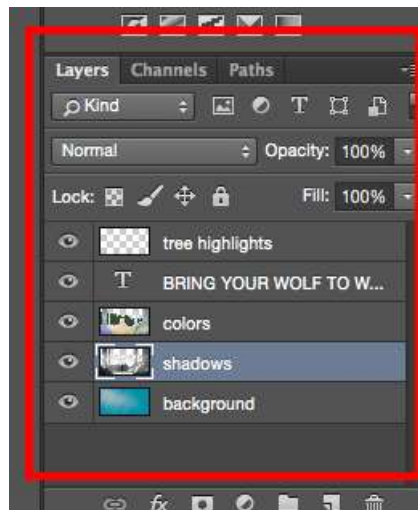 Layers Channels Paths
Kind T
Normal Opacity: 100%
Lock: Fill: 100%
tree highlights
T BRING YOUR WOLF TO W...
colors
shadows
background
fx